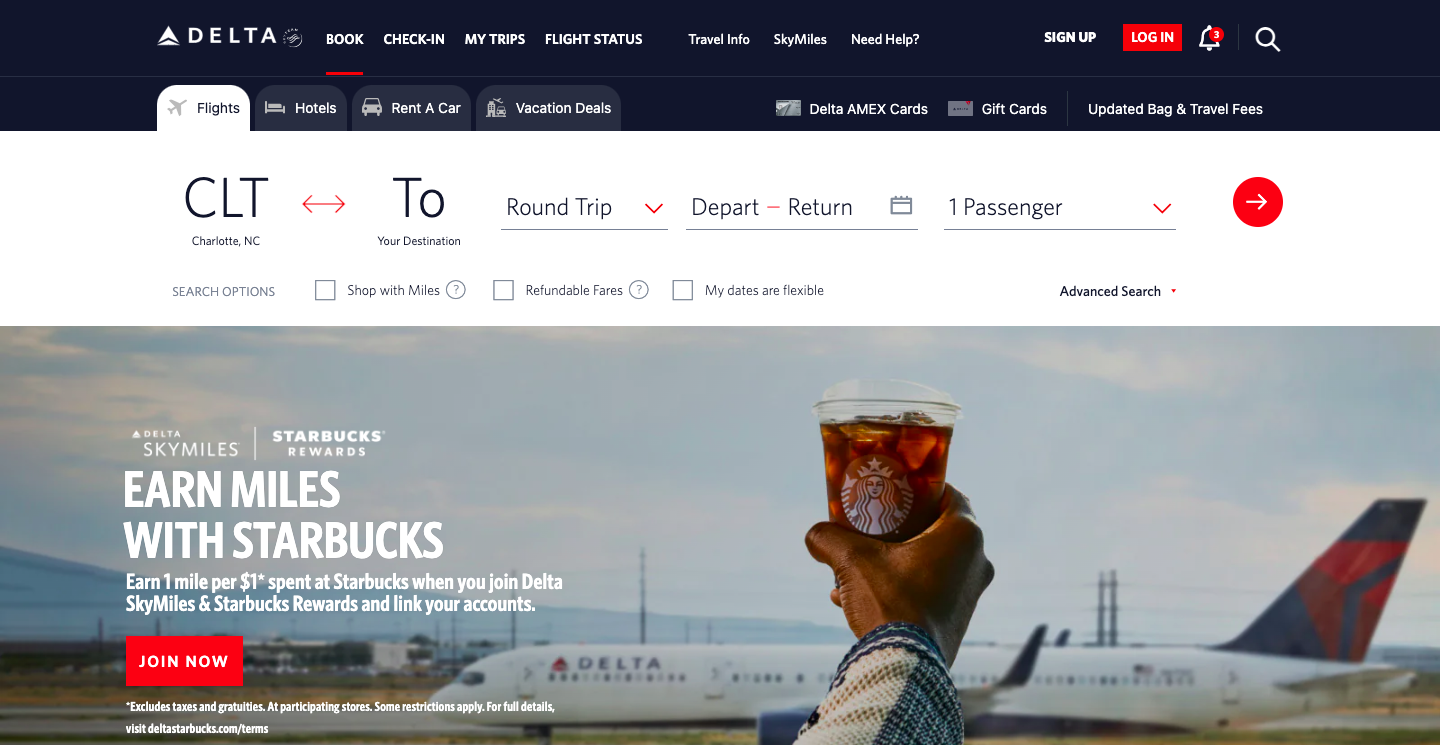 DELTA
BOOK CHECK-IN MY TRIPS FLIGHT STATUS Travel Info SkyMiles Need Help? SIGN UP LOG IN 3
Flights Hotels Rent A Car Vacation Deals Delta AMEX Cards Gift Cards Updated Bag & Travel Fees
CLT To Round Trip Depart – Return 1 Passenger
Charlotte, NC Your Destination
SEARCH OPTIONS Shop with Miles ? Refundable Fares ? My dates are flexible Advanced Search
DELTA
SKYMILES
STARBUCKS®
REWARDS
EARN MILES
WITH STARBUCKS
Earn 1 mile per $1* spent at Starbucks when you join Delta
SkyMiles & Starbucks Rewards and link your accounts.
JOIN NOW
*Excludes taxes and gratuities. At participating stores. Some restrictions apply. For full details,
visit deltastarbucks.com/terms
DELTA